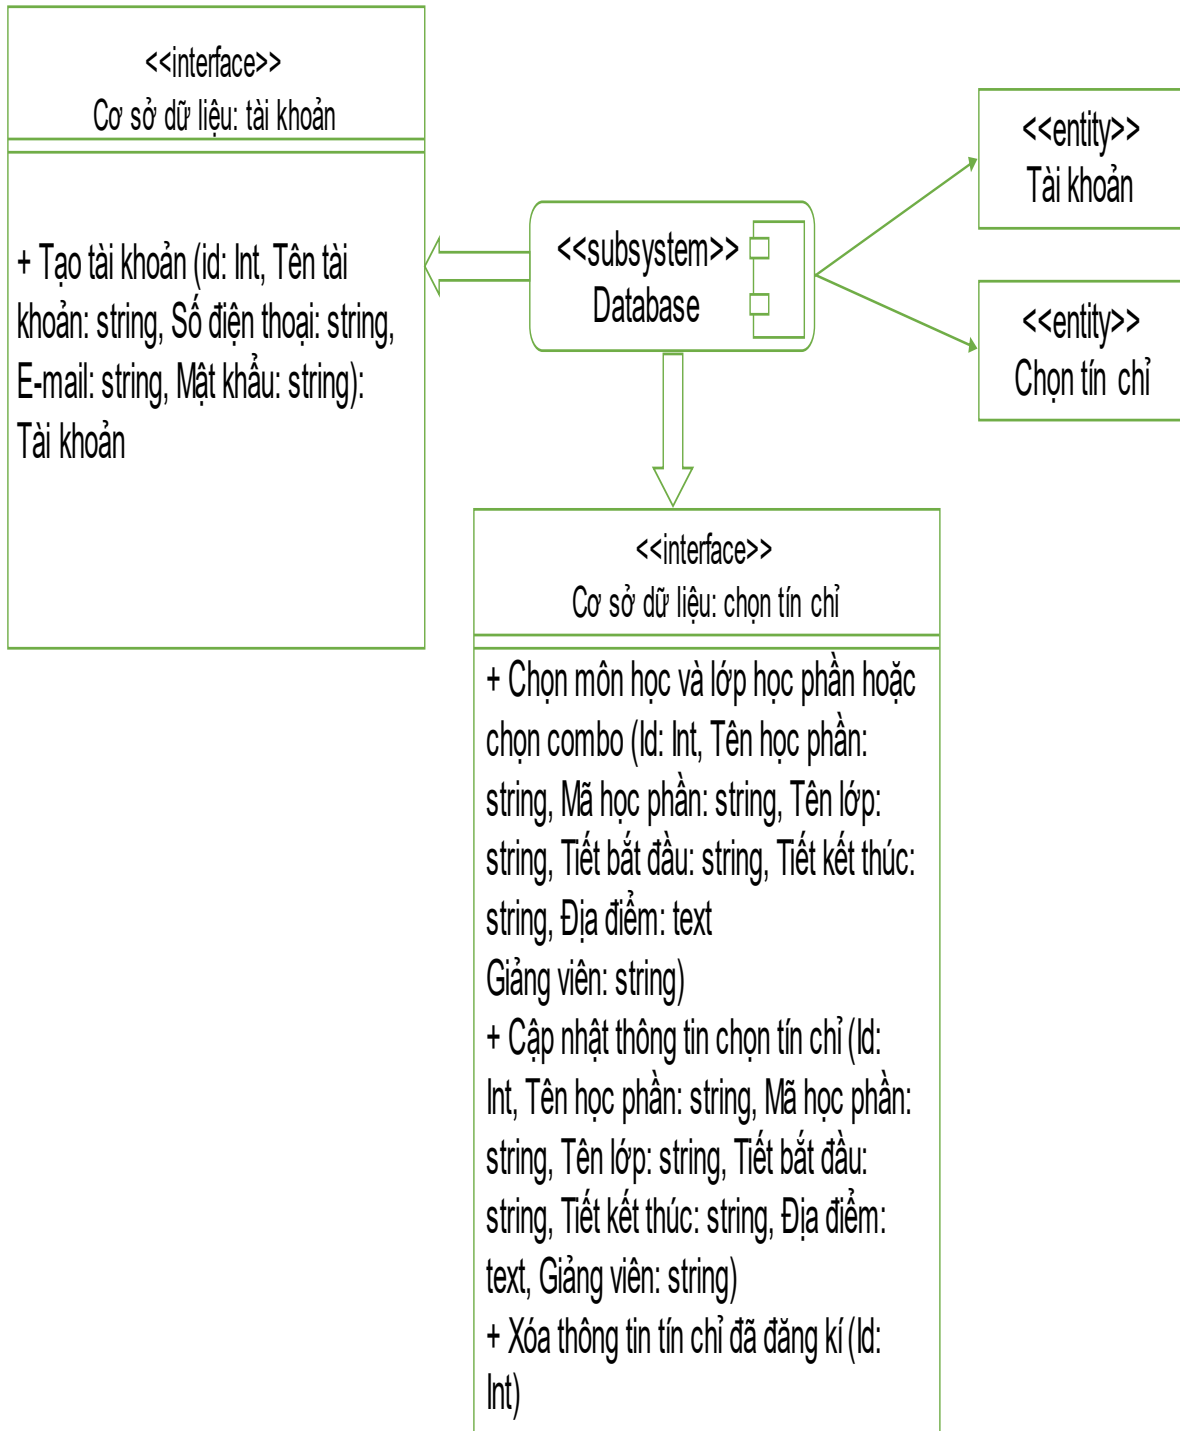 <<interface>>
Cơ sở dữ liệu: tài khoản
+ Tạo tài khoản (id: Int, Tên tài
khoản: string, Số điện thoại: string,
E-mail: string, Mật khẩu: string):
Tài khoản
<<subsystem>>
Database
<<entity>>
Tài khoản
<<entity>>
Chọn tín chỉ
<<interface>>
Cơ sở dữ liệu: chọn tín chỉ
+ Chọn môn học và lớp học phần hoặc
chọn combo (Id: Int, Tên học phần:
string, Mã học phần: string, Tên lớp:
string, Tiết bắt đầu: string, Tiết kết thúc:
string, Địa điểm: text
Giảng viên: string)
+ Cập nhật thông tin chọn tín chỉ (Id:
Int, Tên học phần: string, Mã học phần:
string, Tên lớp: string, Tiết bắt đầu:
string, Tiết kết thúc: string, Địa điểm:
text, Giảng viên: string)
+ Xóa thông tin tín chỉ đã đăng kí (Id:
Int)